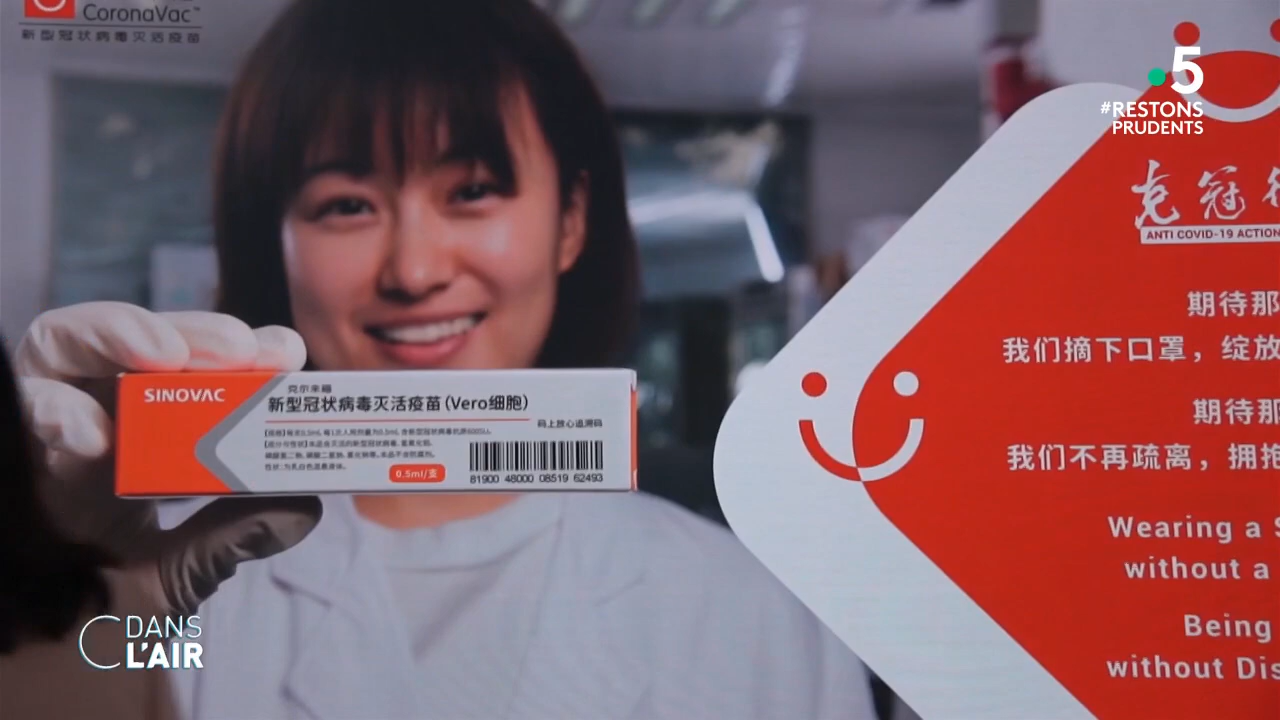 CoronaVac™
新型冠状病毒灭活疫苗
5
#RESTONS
PRUDENTS
克冠
ANTI COVID-19 ACTION
期待那
我们摘下口罩，绽放
期待那
我们不再疏离，拥抱
Wearing a S
without a
Being
without Dis
SINOVAC
克尔来福
新型冠状病毒灭活疫苗(Vero细胞)
码上放心追溯码
0.5ml/支
81900 48000 08519 62493
C DANS
L'AIR